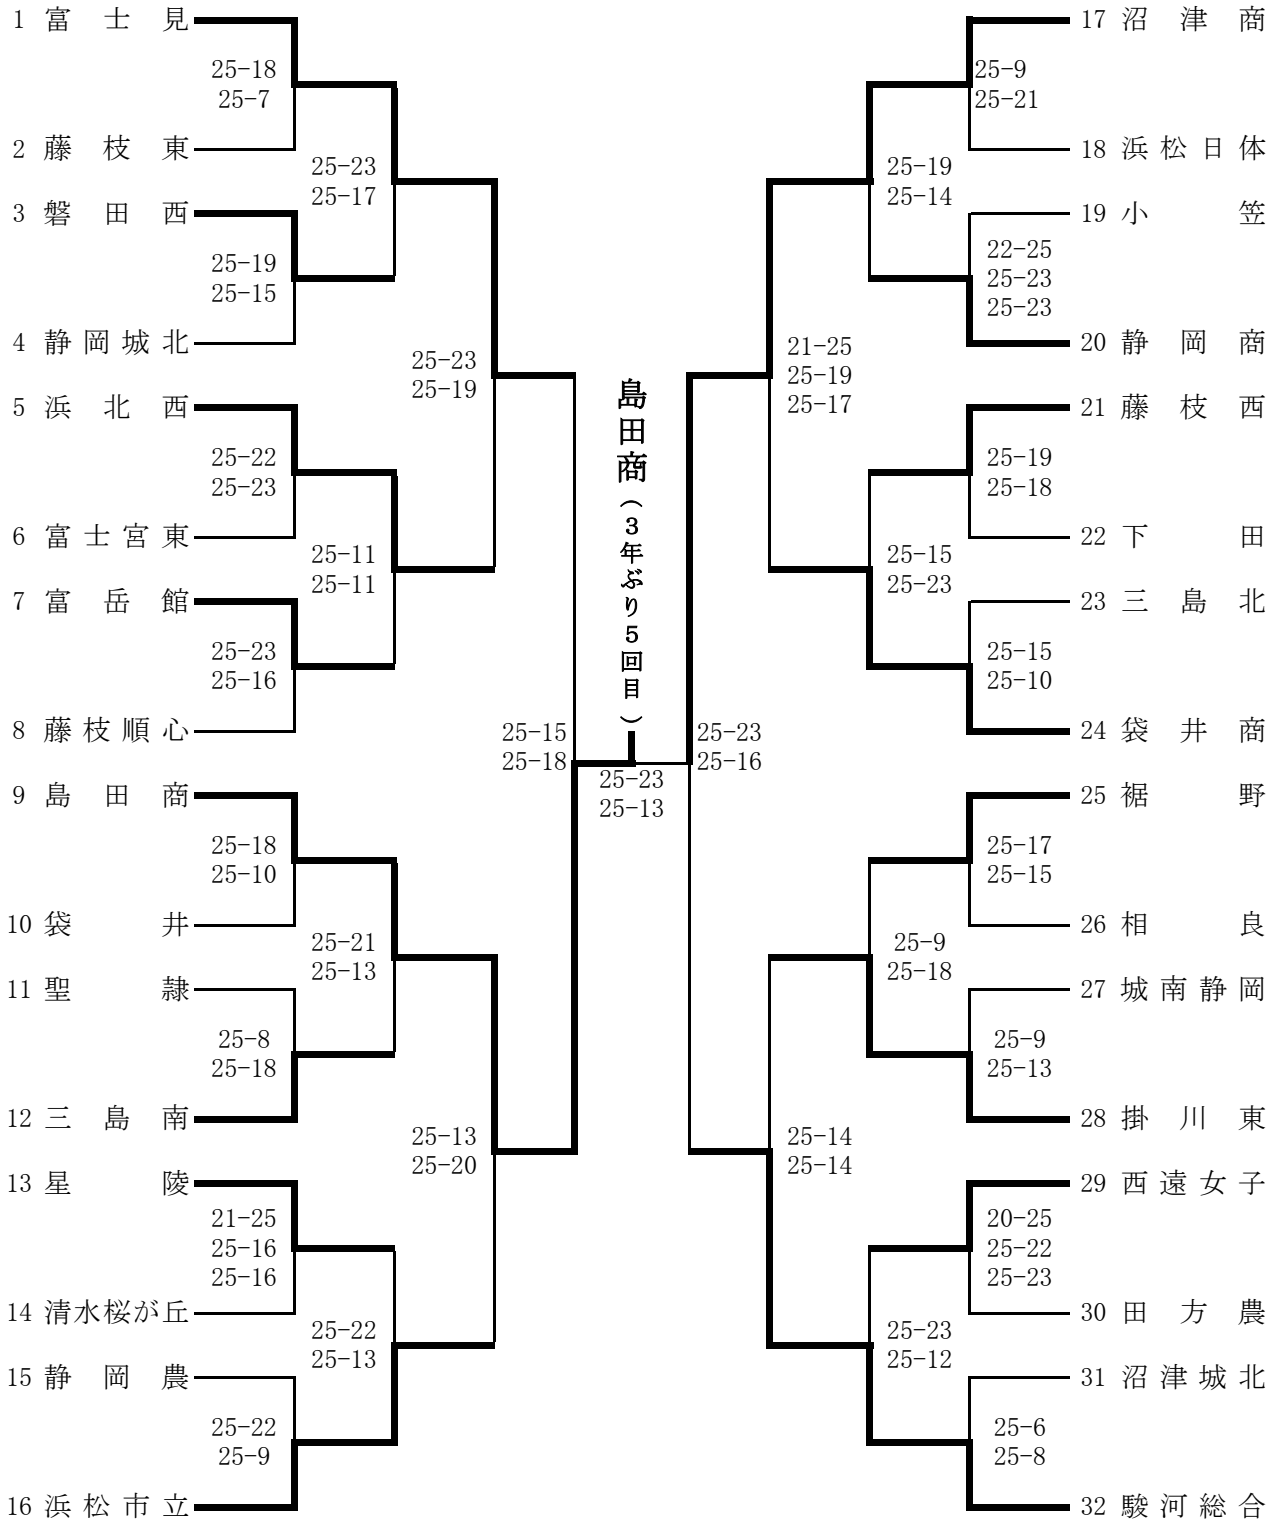 1 富士見
25-18
25-7
2 藤枝東
25-23
25-17
3 磐田西
25-19
25-15
4 静岡城北
25-23
25-19
5 浜北西
25-22
25-23
6 富士宮東
25-11
25-11
7 富岳館
25-23
25-16
8 藤枝順心
25-15
25-18
9 島田商
25-18
25-10
10 袋井
25-21
25-13
11 聖隷
25-8
25-18
12 三島南
25-13
25-20
13 星陵
21-25
25-16
25-16
14 清水桜が丘
25-22
25-13
15 静岡農
25-22
25-9
16 浜松市立
島田商(3年ぶり5回目)
25-23
25-13
17 沼津商
25-9
25-21
18 浜松日体
25-19
25-14
19 小笠
22-25
25-23
25-23
20 静岡商
21-25
25-19
25-17
21 藤枝西
25-19
25-18
22 下田
25-15
25-23
23 三島北
25-15
25-10
24 袋井商
25-23
25-16
25 裾野
25-17
25-15
26 相良
25-9
25-18
27 城南静岡
25-9
25-13
28 掛川東
25-14
25-14
29 西遠女子
20-25
25-22
25-23
30 田方農
25-23
25-12
31 沼津城北
25-6
25-8
32 駿河総合